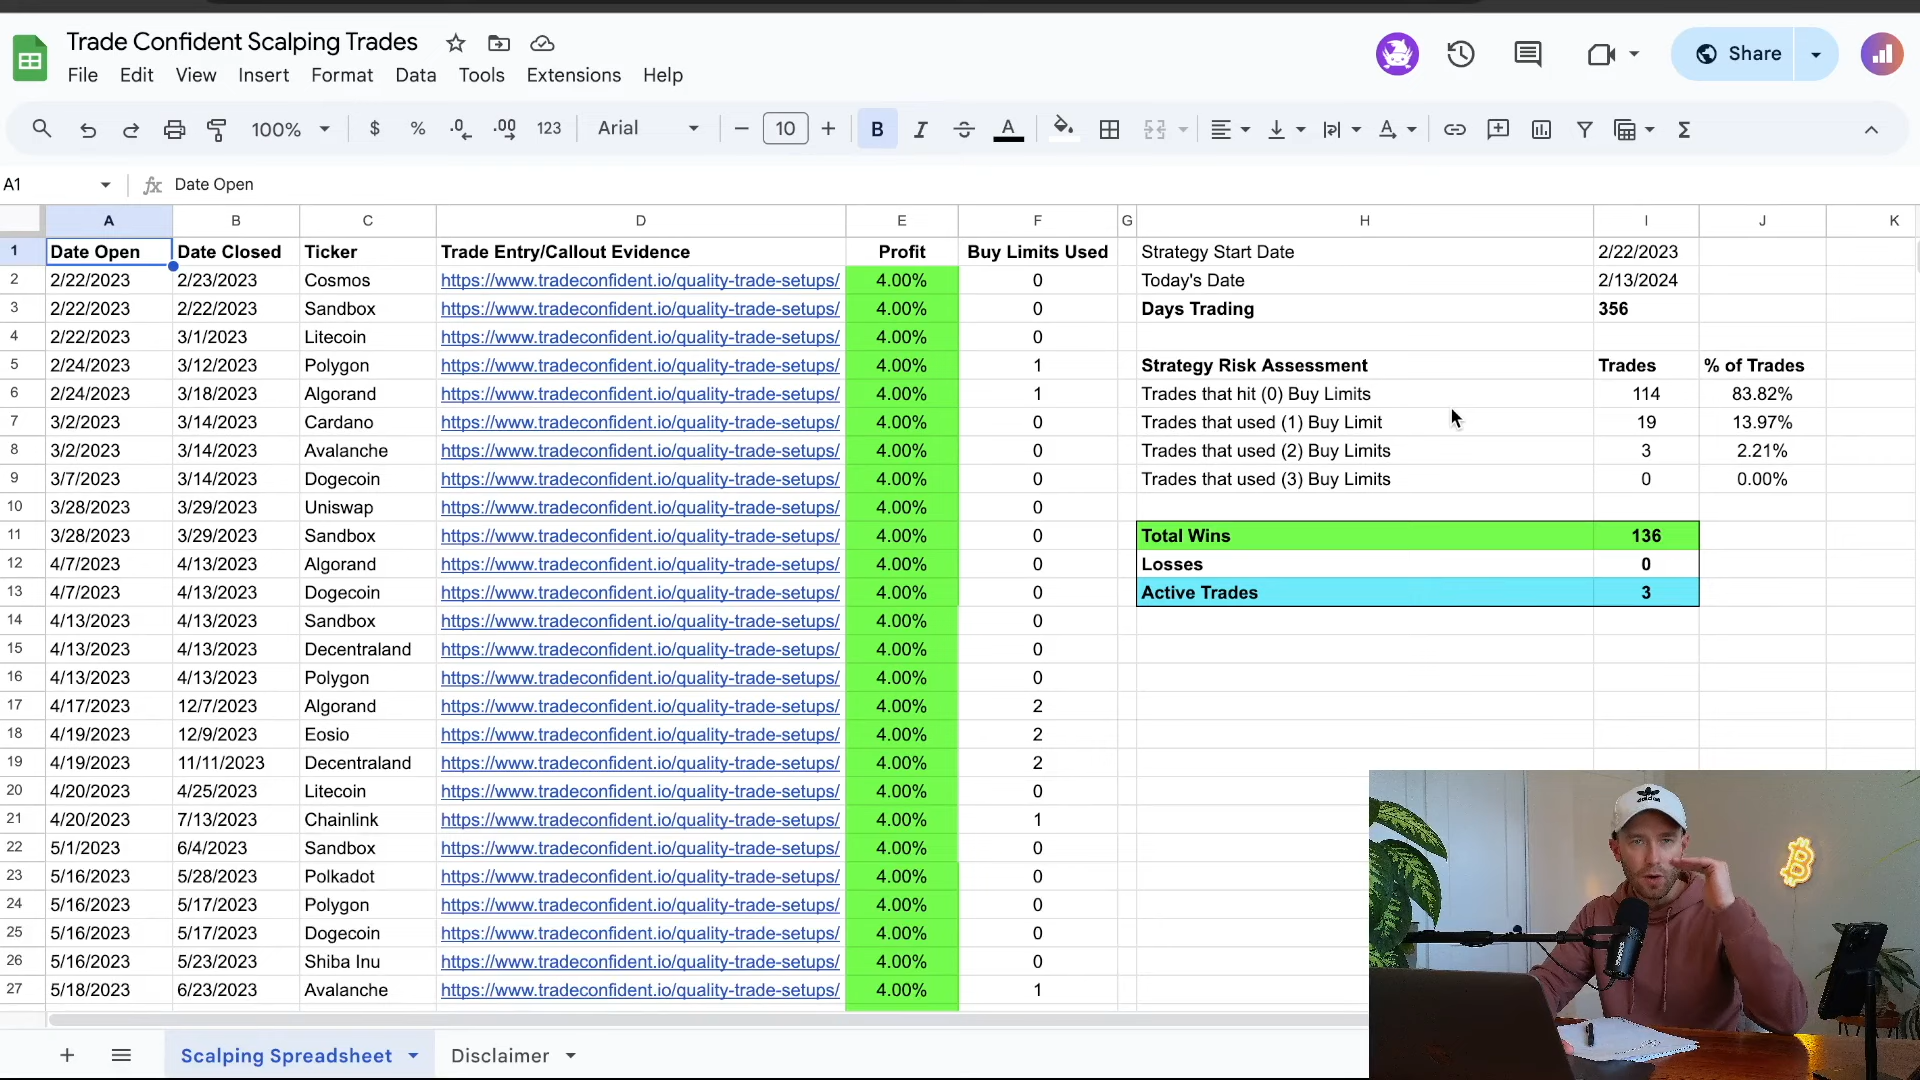 Trade Confident Scalping Trades
File Edit View Insert Format Data Tools Extensions Help
Share
100% $ % .0 .00 123 Arial 10 B I A
A1 fx Date Open
A B C D E F G H I J K
1 Date Open Date Closed Ticker Trade Entry/Callout Evidence Profit Buy Limits Used Strategy Start Date 2/22/2023
2 2/22/2023 2/23/2023 Cosmos https://www.tradeconfident.io/quality-trade-setups/ 4.00% 0 Today's Date 2/13/2024
3 2/22/2023 2/22/2023 Sandbox https://www.tradeconfident.io/quality-trade-setups/ 4.00% 0 Days Trading 356
4 2/22/2023 3/1/2023 Litecoin https://www.tradeconfident.io/quality-trade-setups/ 4.00% 0
5 2/24/2023 3/12/2023 Polygon https://www.tradeconfident.io/quality-trade-setups/ 4.00% 1 Strategy Risk Assessment Trades % of Trades
6 2/24/2023 3/18/2023 Algorand https://www.tradeconfident.io/quality-trade-setups/ 4.00% 1 Trades that hit (0) Buy Limits 114 83.82%
7 3/2/2023 3/14/2023 Cardano https://www.tradeconfident.io/quality-trade-setups/ 4.00% 0 Trades that used (1) Buy Limit 19 13.97%
8 3/2/2023 3/14/2023 Avalanche https://www.tradeconfident.io/quality-trade-setups/ 4.00% 0 Trades that used (2) Buy Limits 3 2.21%
9 3/7/2023 3/14/2023 Dogecoin https://www.tradeconfident.io/quality-trade-setups/ 4.00% 0 Trades that used (3) Buy Limits 0 0.00%
10 3/28/2023 3/29/2023 Uniswap https://www.tradeconfident.io/quality-trade-setups/ 4.00% 0
11 3/28/2023 3/29/2023 Sandbox https://www.tradeconfident.io/quality-trade-setups/ 4.00% 0 Total Wins 136
12 4/7/2023 4/13/2023 Algorand https://www.tradeconfident.io/quality-trade-setups/ 4.00% 0 Losses 0
13 4/7/2023 4/13/2023 Dogecoin https://www.tradeconfident.io/quality-trade-setups/ 4.00% 0 Active Trades 3
14 4/13/2023 4/13/2023 Sandbox https://www.tradeconfident.io/quality-trade-setups/ 4.00% 0
15 4/13/2023 4/13/2023 Decentraland https://www.tradeconfident.io/quality-trade-setups/ 4.00% 0
16 4/13/2023 4/13/2023 Polygon https://www.tradeconfident.io/quality-trade-setups/ 4.00% 0
17 4/17/2023 12/7/2023 Algorand https://www.tradeconfident.io/quality-trade-setups/ 4.00% 2
18 4/19/2023 12/9/2023 Eosio https://www.tradeconfident.io/quality-trade-setups/ 4.00% 2
19 4/19/2023 11/11/2023 Decentraland https://www.tradeconfident.io/quality-trade-setups/ 4.00% 2
20 4/20/2023 4/25/2023 Litecoin https://www.tradeconfident.io/quality-trade-setups/ 4.00% 0
21 4/20/2023 7/13/2023 Chainlink https://www.tradeconfident.io/quality-trade-setups/ 4.00% 1
22 5/1/2023 6/4/2023 Sandbox https://www.tradeconfident.io/quality-trade-setups/ 4.00% 0
23 5/16/2023 5/28/2023 Polkadot https://www.tradeconfident.io/quality-trade-setups/ 4.00% 0
24 5/16/2023 5/17/2023 Polygon https://www.tradeconfident.io/quality-trade-setups/ 4.00% 0
25 5/16/2023 5/17/2023 Dogecoin https://www.tradeconfident.io/quality-trade-setups/ 4.00% 0
26 5/16/2023 5/23/2023 Shiba Inu https://www.tradeconfident.io/quality-trade-setups/ 4.00% 0
27 5/18/2023 6/23/2023 Avalanche https://www.tradeconfident.io/quality-trade-setups/ 4.00% 1
Scalping Spreadsheet Disclaimer
adidas